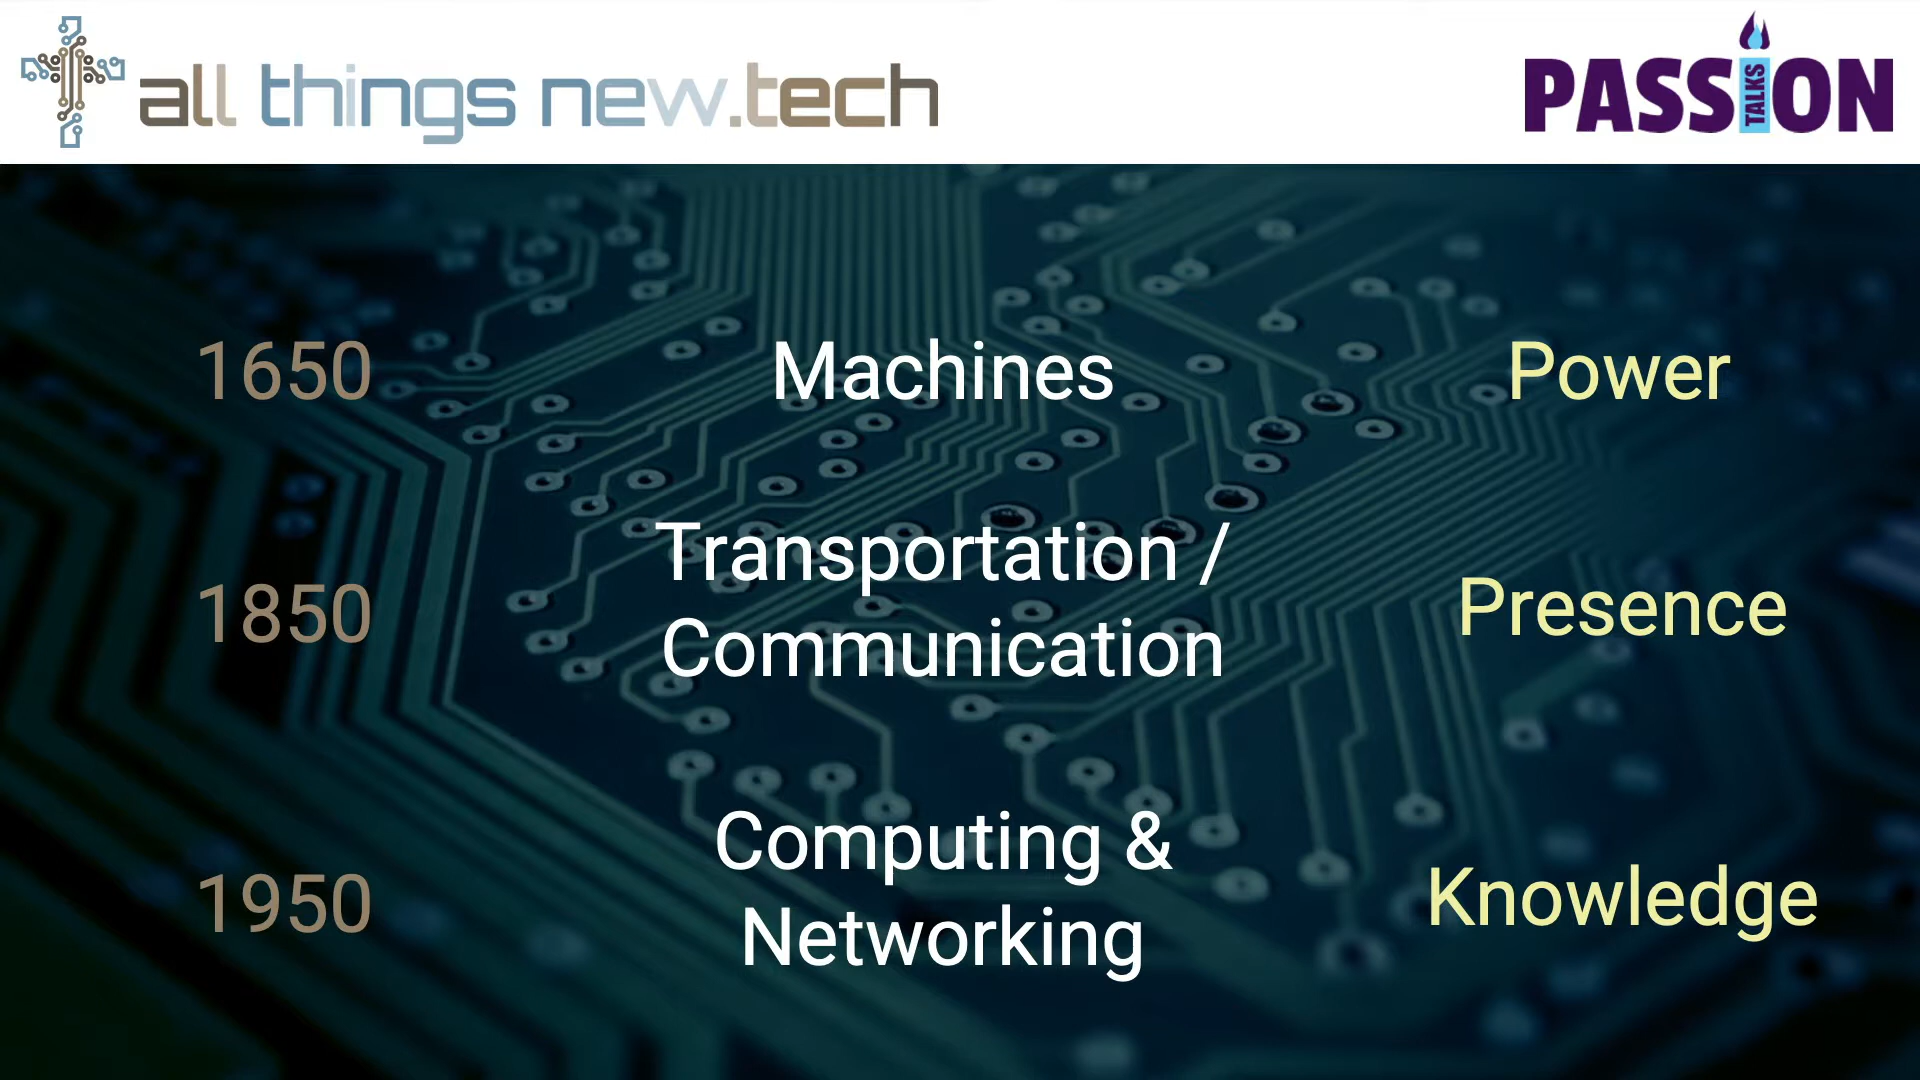 all things new.tech
PASSION
TALKS
1650 Machines Power
1850 Transportation / Communication Presence
1950 Computing & Networking Knowledge